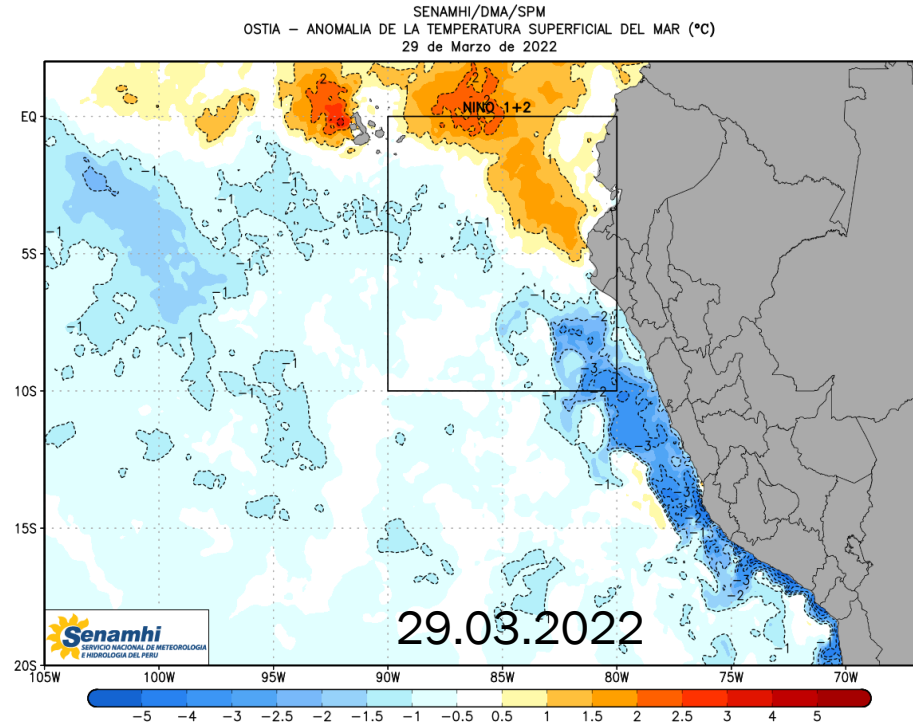 SENAMHI/DMA/SPM
OSTIA – ANOMALIA DE LA TEMPERATURA SUPERFICIAL DEL MAR (°C)
29 de Marzo de 2022
NINO 1+2
EQ
5S
10S
15S
20S
29.03.2022
Senamhi
SERVICIO NACIONAL DE METEOROLOGIA
E HIDROLOGIA DEL PERU
105W 100W 95W 90W 85W 80W 75W 70W
-5 -4 -3 -2.5 -2 -1.5 -1 -0.5 0.5 1 1.5 2 2.5 3 4 5